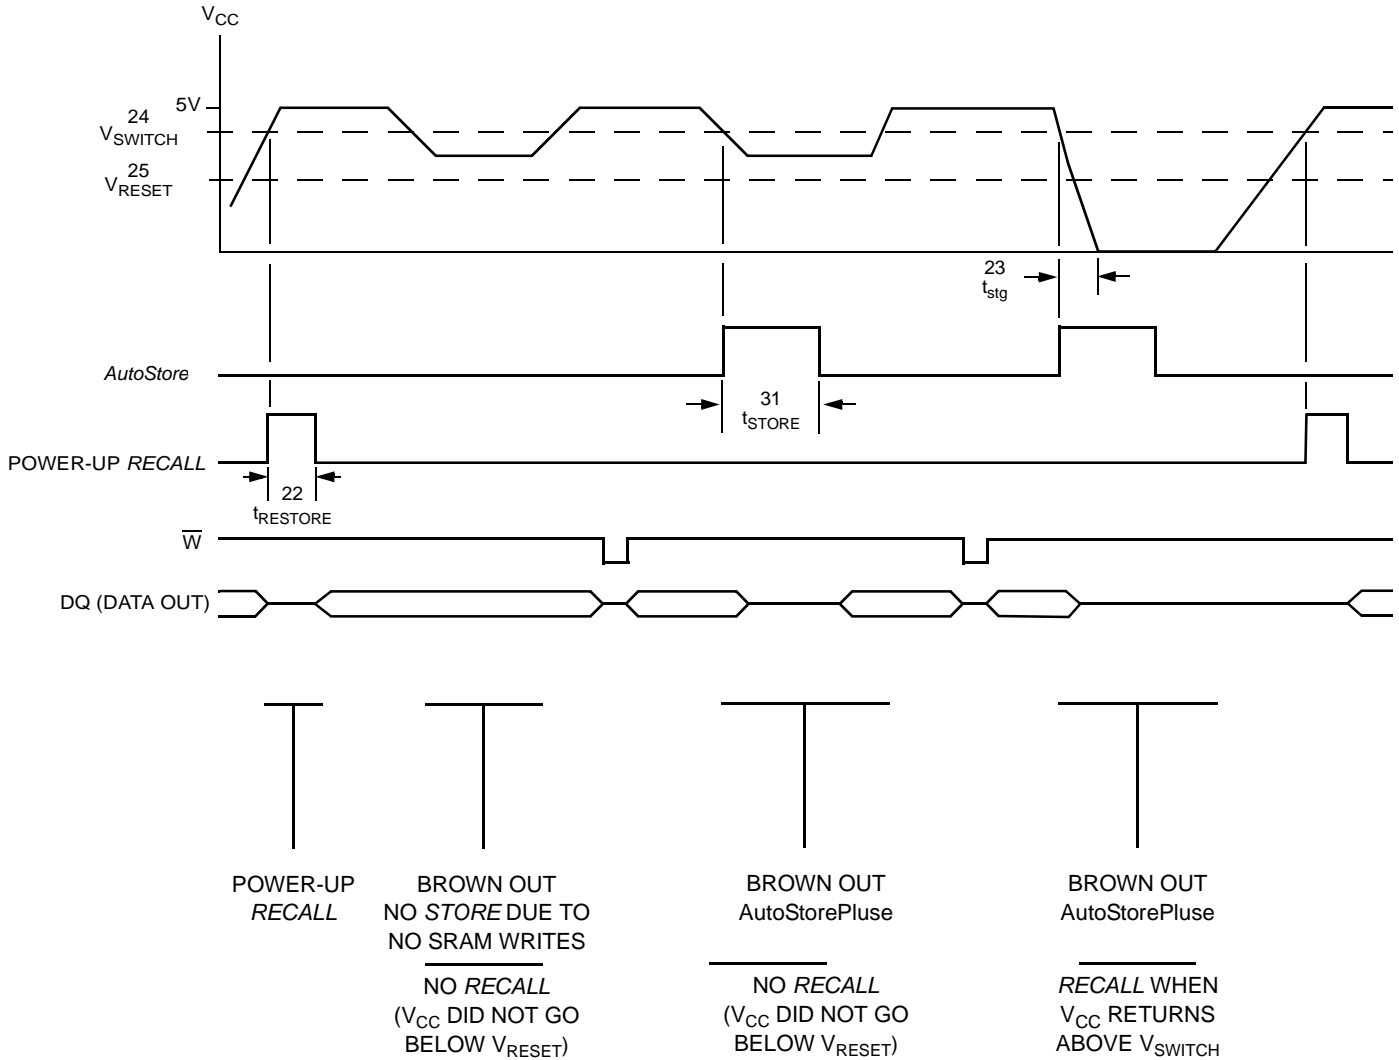 VCC
5V
24
VSWITCH
25
VRESET
23
tstg
AutoStore
31
tSTORE
POWER-UP RECALL
22
tRESTORE
W
DQ (DATA OUT)
POWER-UP
RECALL
BROWN OUT
NO STORE DUE TO
NO SRAM WRITES
NO RECALL
(VCC DID NOT GO
BELOW VRESET)
BROWN OUT
AutoStorePluse
NO RECALL
(VCC DID NOT GO
BELOW VRESET)
BROWN OUT
AutoStorePluse
RECALL WHEN
VCC RETURNS
ABOVE VSWITCH